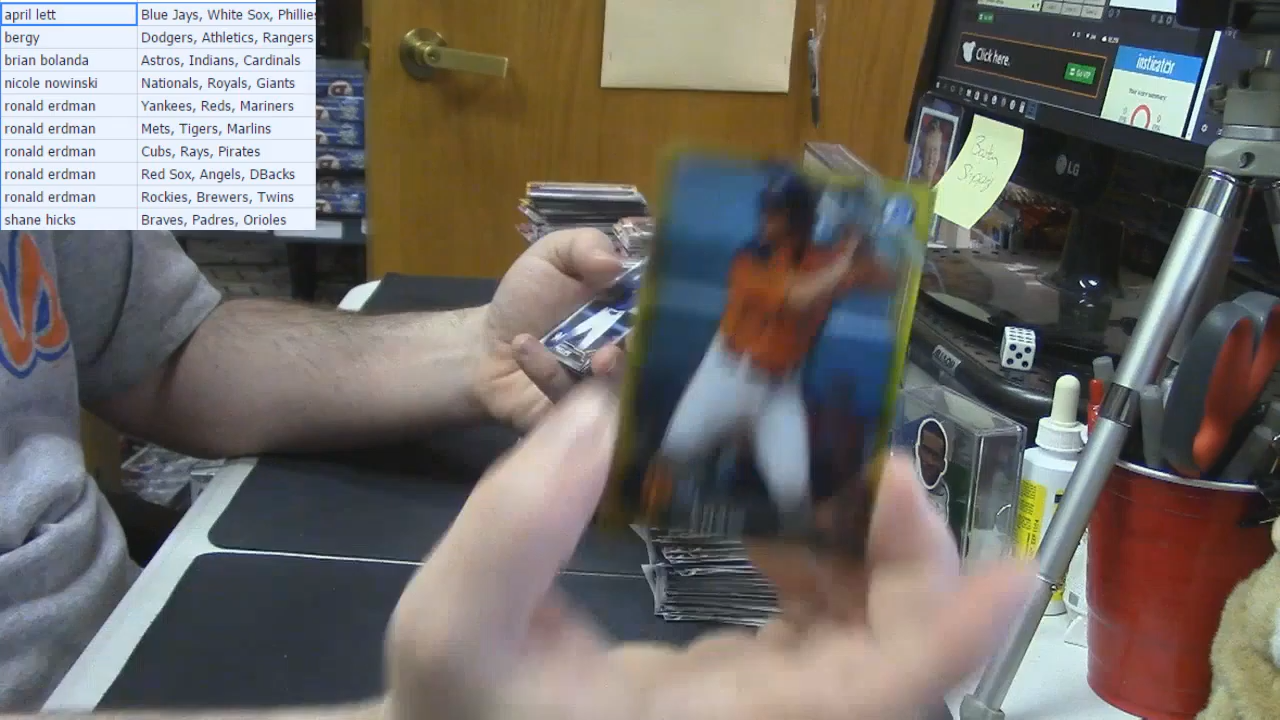 april lett Blue Jays, White Sox, Phillies
bergy Dodgers, Athletics, Rangers
brian bolanda Astros, Indians, Cardinals
nicole nowinski Nationals, Royals, Giants
ronald erdman Yankees, Reds, Mariners
ronald erdman Mets, Tigers, Marlins
ronald erdman Cubs, Rays, Pirates
ronald erdman Red Sox, Angels, DBacks
ronald erdman Rockies, Brewers, Twins
shane hicks Braves, Padres, Orioles
Click here.
insticator
LG